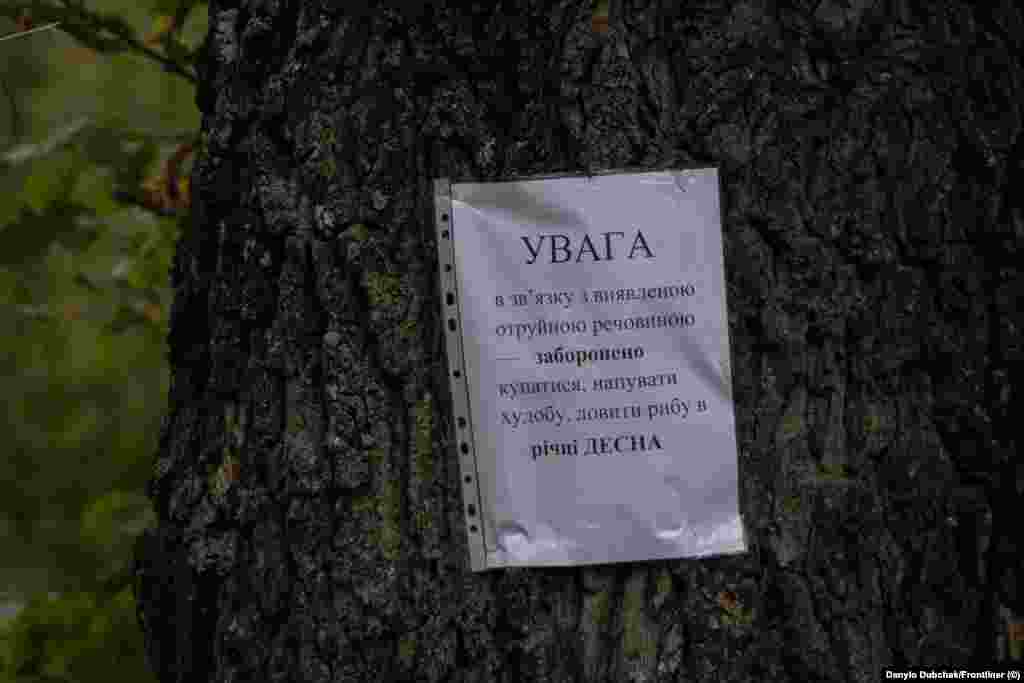 УВАГА
в зв'язку з виявленою
отруйною речовиною
— заборонено
купатися, напувати
худобу, ловити рибу в
річці ДЕСНА
Danylo Dubchak/Frontliner (©)